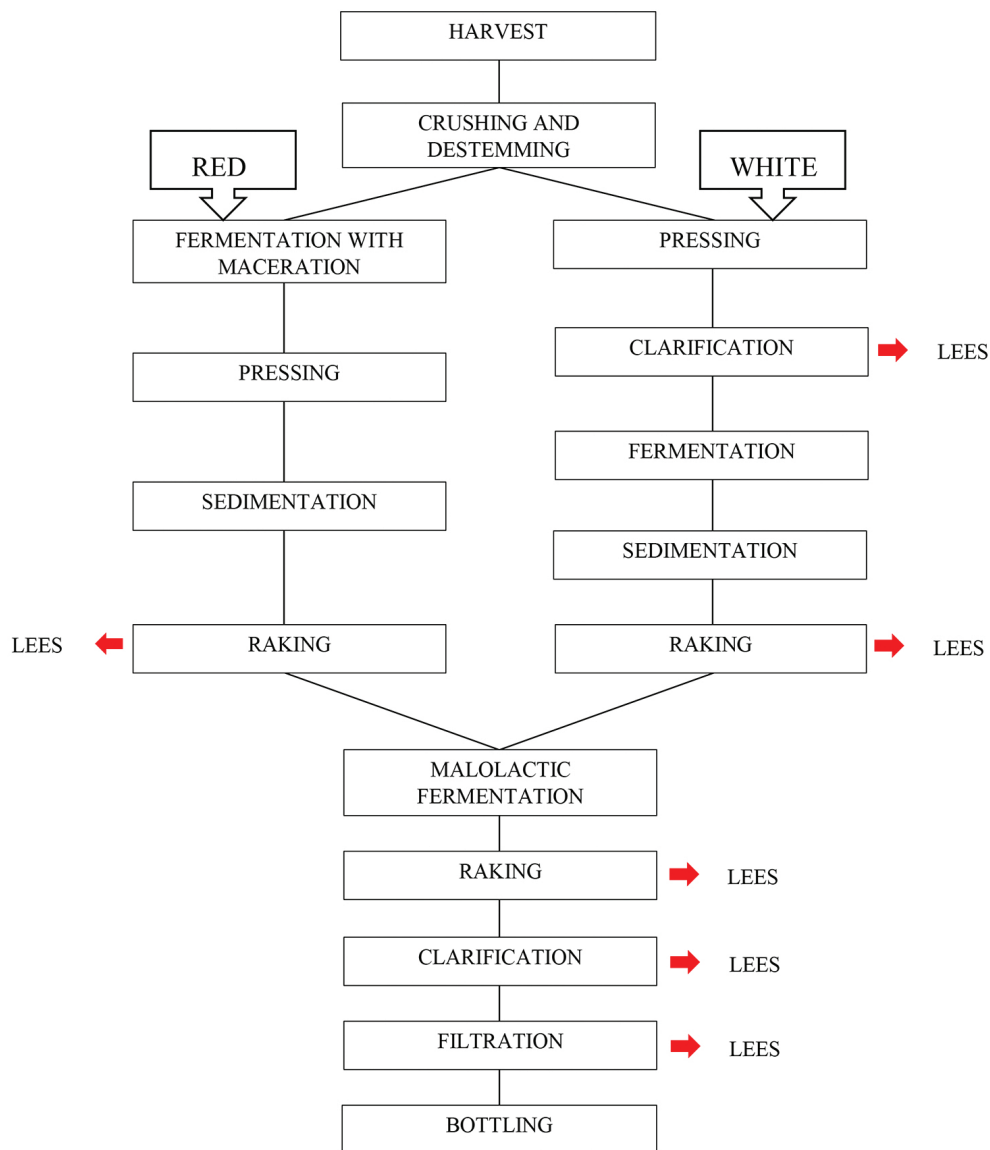 HARVEST
CRUSHING AND
DESTEMMING
RED
WHITE
FERMENTATION WITH
MACERATION
PRESSING
CLARIFICATION
LEES
PRESSING
FERMENTATION
SEDIMENTATION
SEDIMENTATION
LEES
RAKING
RAKING
LEES
MALOLACTIC
FERMENTATION
RAKING
LEES
CLARIFICATION
LEES
FILTRATION
LEES
BOTTLING